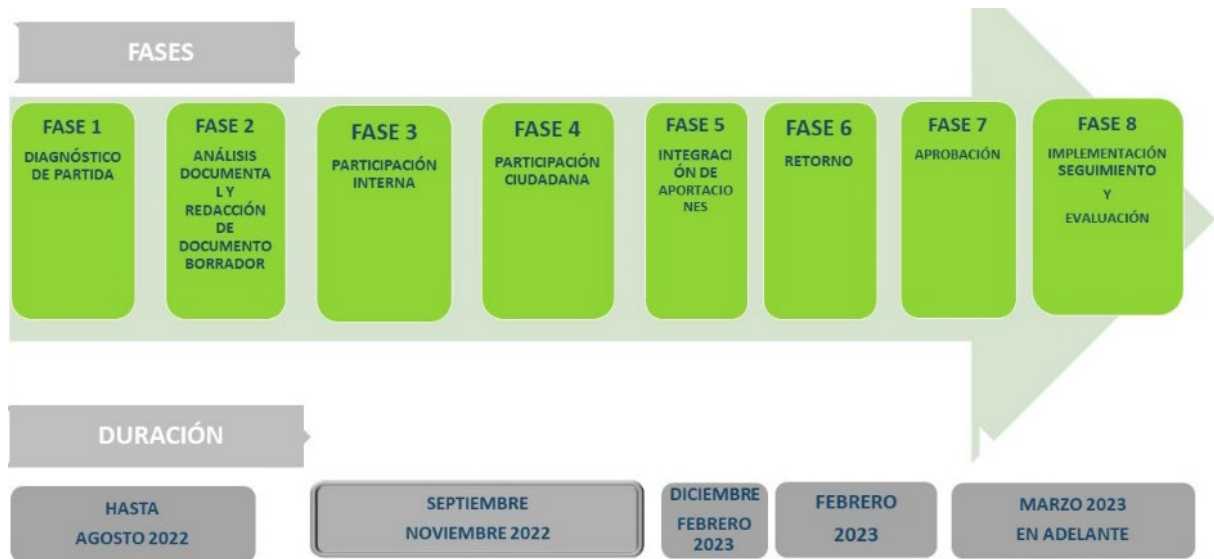 FASES
FASE 1
DIAGNÓSTICO
DE PARTIDA
FASE 2
ANÁLISIS
DOCUMENTA
L Y
REDACCIÓN
DE
DOCUMENTO
BORRADOR
FASE 3
PARTICIPACIÓN
INTERNA
FASE 4
PARTICIPACIÓN
CIUDADANA
FASE 5
INTEGRACI
ÓN DE
APORTACIO
NES
FASE 6
RETORNO
FASE 7
APROBACIÓN
FASE 8
IMPLEMENTACIÓN
SEGUIMIENTO
Y
EVALUACIÓN
DURACIÓN
HASTA
AGOSTO 2022
SEPTIEMBRE
NOVIEMBRE 2022
DICIEMBRE
FEBRERO
2023
FEBRERO
2023
MARZO 2023
EN ADELANTE